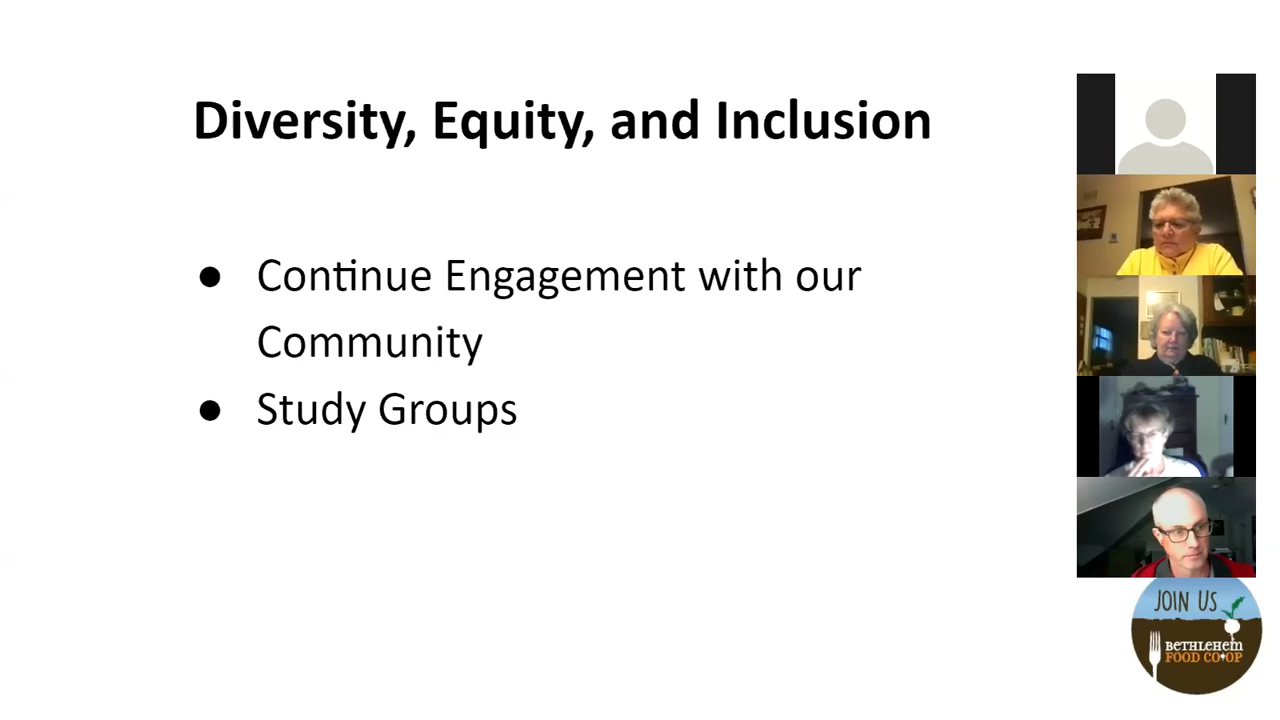 Diversity, Equity, and Inclusion
● Continue Engagement with our
Community
● Study Groups
JOIN US
BETHLEHEM
FOOD CO•OP